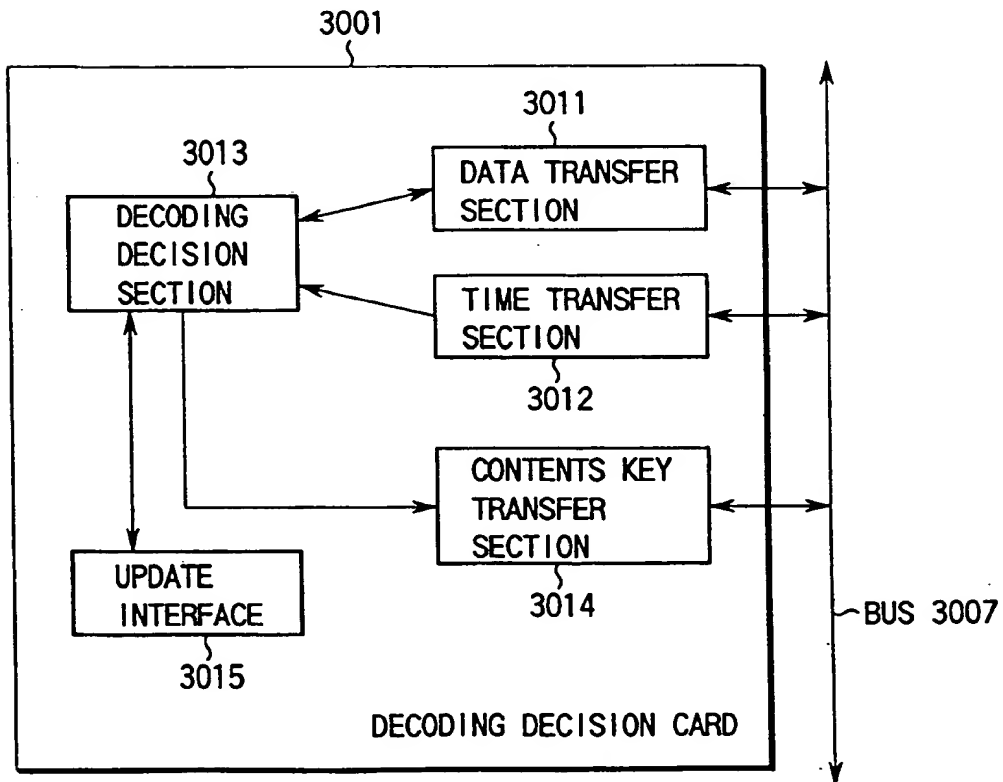 3001
3011
DATA TRANSFER
SECTION
3013
DECODING
DECISION
SECTION
TIME TRANSFER
SECTION
3012
CONTENTS KEY
TRANSFER
SECTION
3014
UPDATE
INTERFACE
3015
BUS 3007
DECODING DECISION CARD